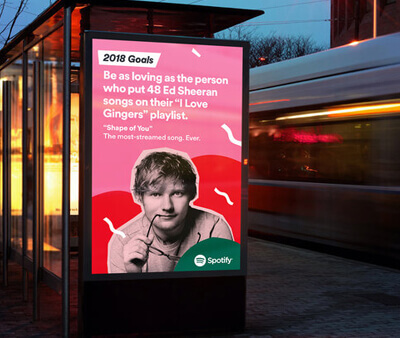 2018 Goals
Be as loving as the person
who put 48 Ed Sheeran
songs on their “I Love
Gingers” playlist.
“Shape of You”
The most-streamed song. Ever.
Spotify